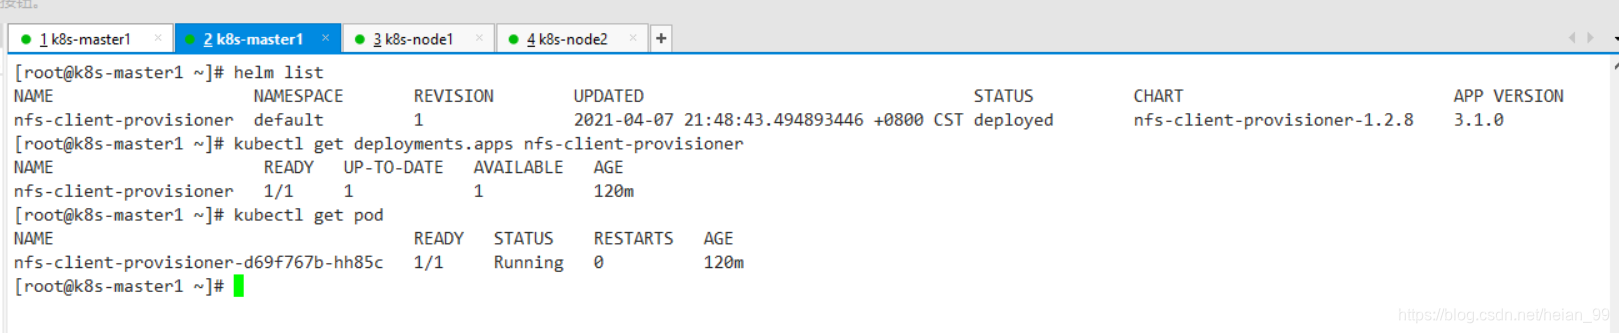 按钮。
1 k8s-master1 × 2 k8s-master1 × 3 k8s-node1 × 4 k8s-node2 × +
[root@k8s-master1 ~]# helm list
NAME NAMESPACE REVISION UPDATED STATUS CHART APP VERSION
nfs-client-provisioner default 1 2021-04-07 21:48:43.494893446 +0800 CST deployed nfs-client-provisioner-1.2.8 3.1.0
[root@k8s-master1 ~]# kubectl get deployments.apps nfs-client-provisioner
NAME READY UP-TO-DATE AVAILABLE AGE
nfs-client-provisioner 1/1 1 1 120m
[root@k8s-master1 ~]# kubectl get pod
NAME READY STATUS RESTARTS AGE
nfs-client-provisioner-d69f767b-hh85c 1/1 Running 0 120m
[root@k8s-master1 ~]#
https://blog.csdn.net/heian_99